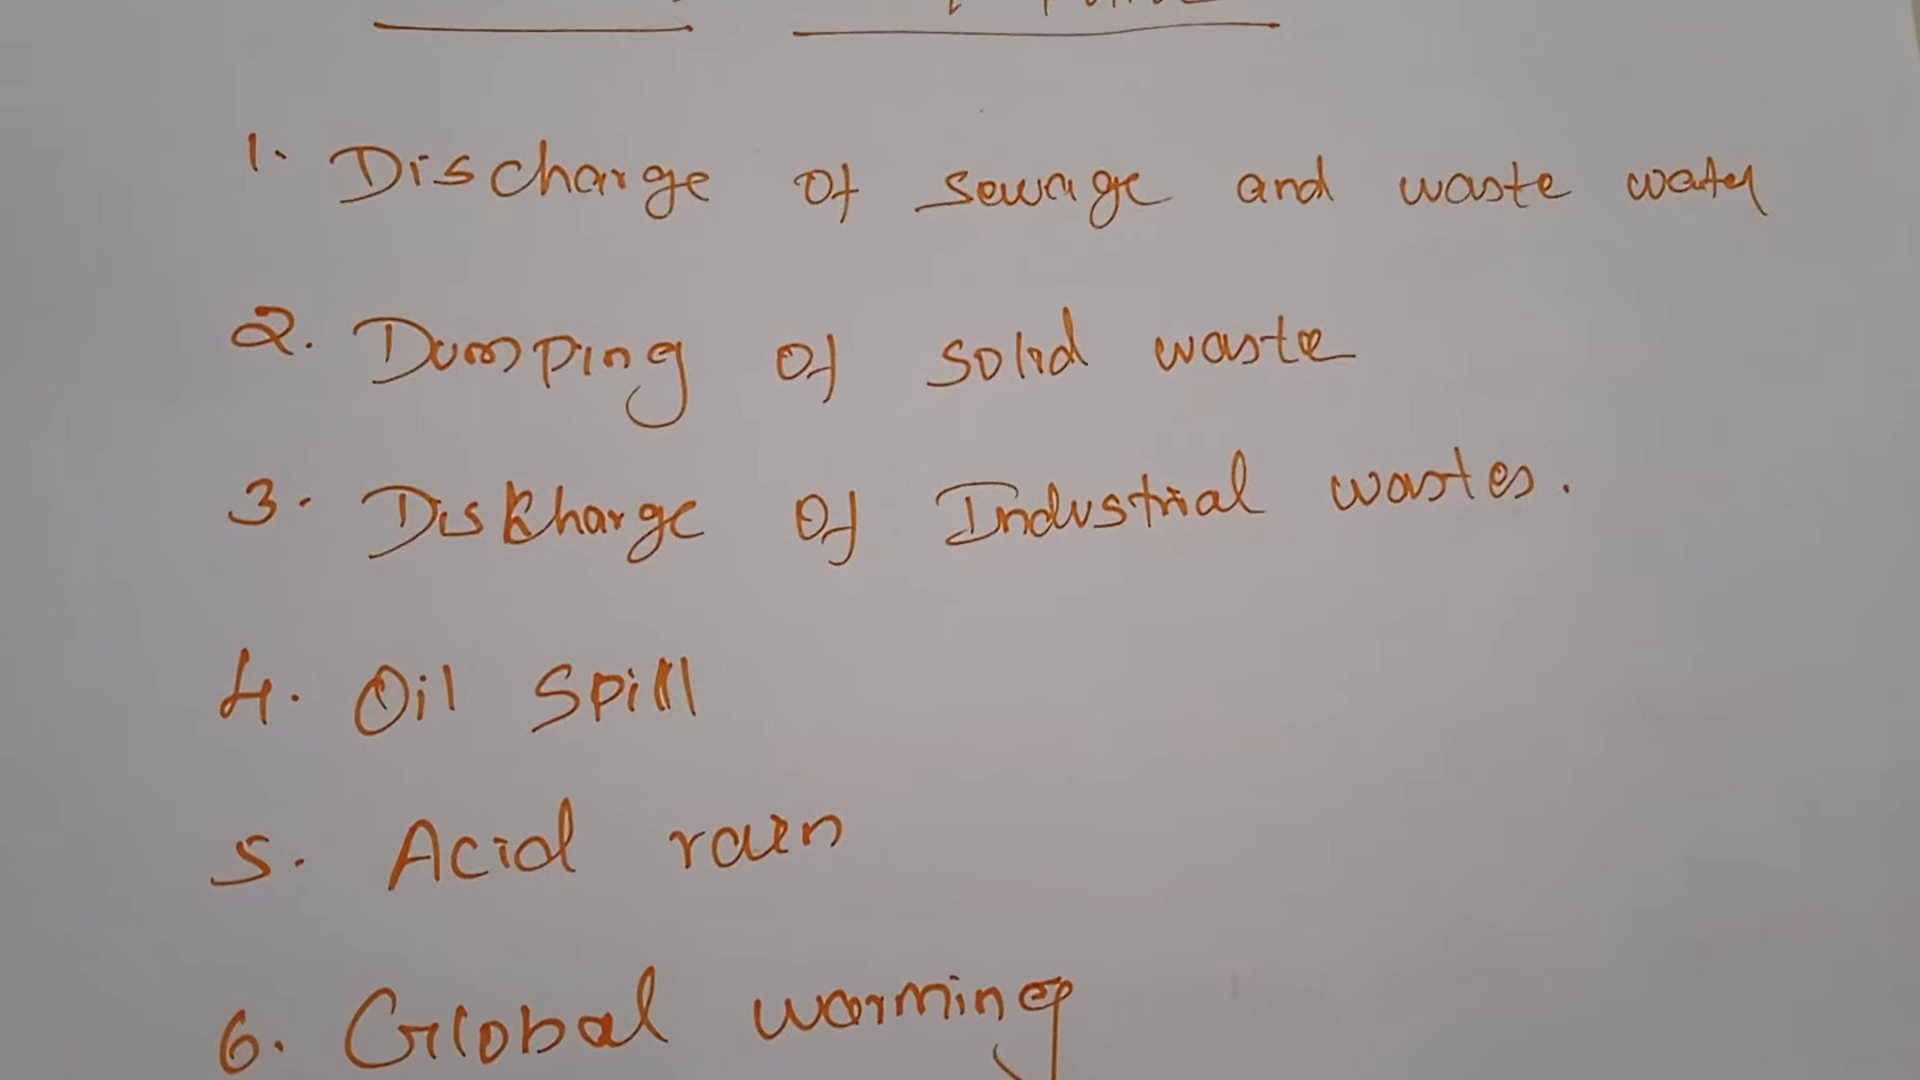 1. Discharge of sewage and waste water
2. Dumping of solid waste
3. Discharge of Industrial wastes.
4. Oil Spill
5. Acid rain
6. Global warming